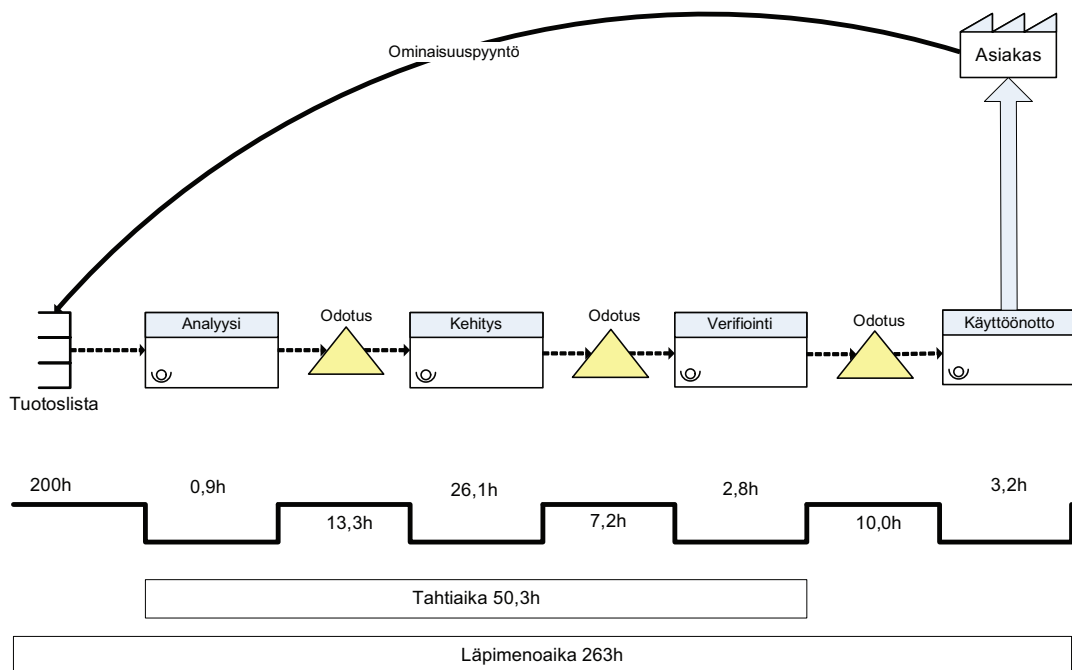 Ominaisuuspyyntö
Asiakas
Analyysi
Odotus
Kehitys
Odotus
Verifiointi
Odotus
Käyttöönotto
Tuotoslista
200h
0,9h
13,3h
26,1h
7,2h
2,8h
10,0h
3,2h
Tahtiaika 50,3h
Läpimenoaika 263h